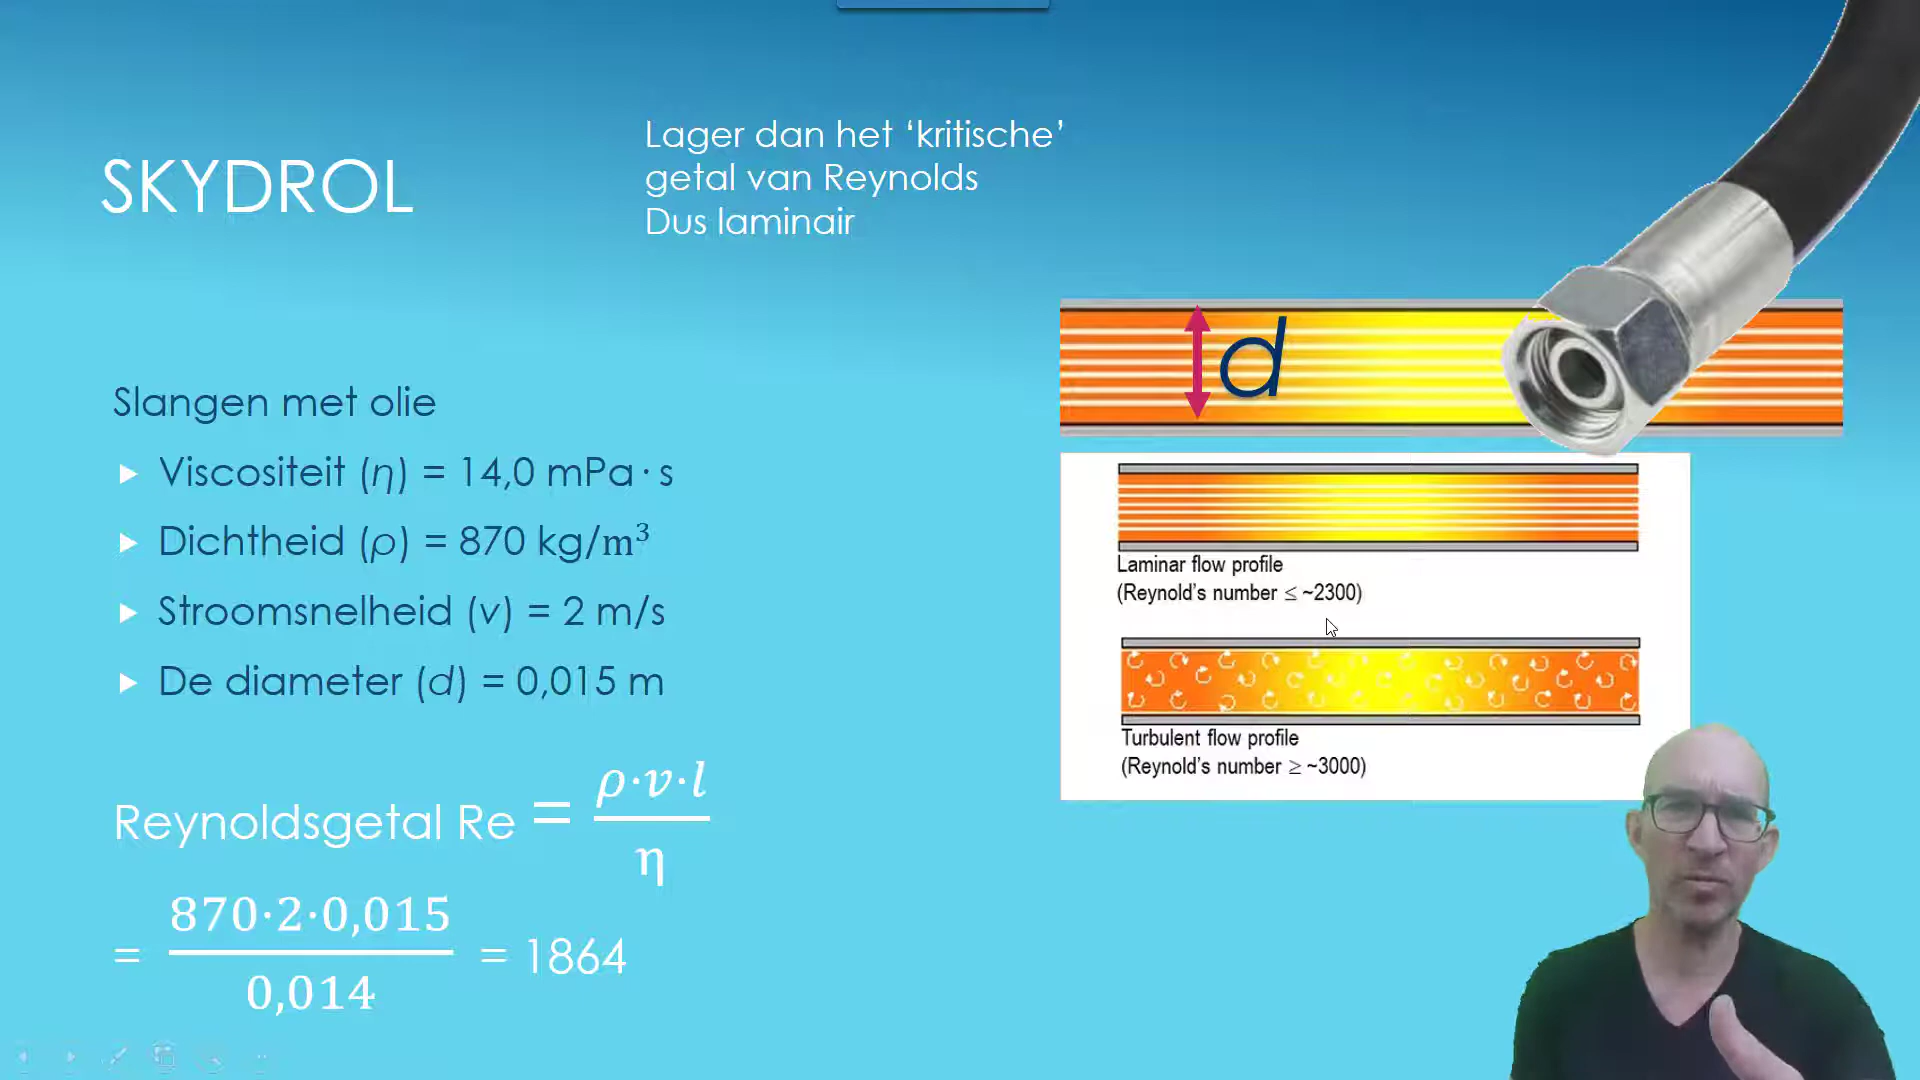 SKYDROL
Lager dan het ‘kritische’
getal van Reynolds
Dus laminair
Slangen met olie
Viscositeit (η) = 14,0 mPa · s
Dichtheid (ρ) = 870 kg/m³
Stroomsnelheid (v) = 2 m/s
De diameter (d) = 0,015 m
Reynoldsgetal Re = ρ·v·l / η
= 870·2·0,015 / 0,014 = 1864
d
Laminar flow profile
(Reynold's number ≤ ~2300)
Turbulent flow profile
(Reynold's number ≥ ~3000)